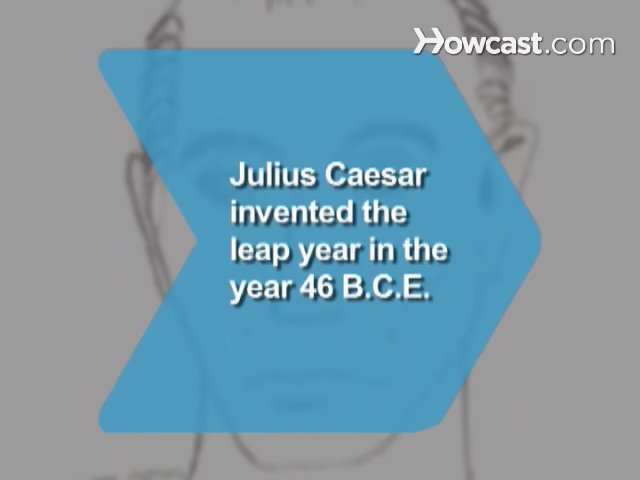 Howcast.com
Julius Caesar
invented the
leap year in the
year 46 B.C.E.